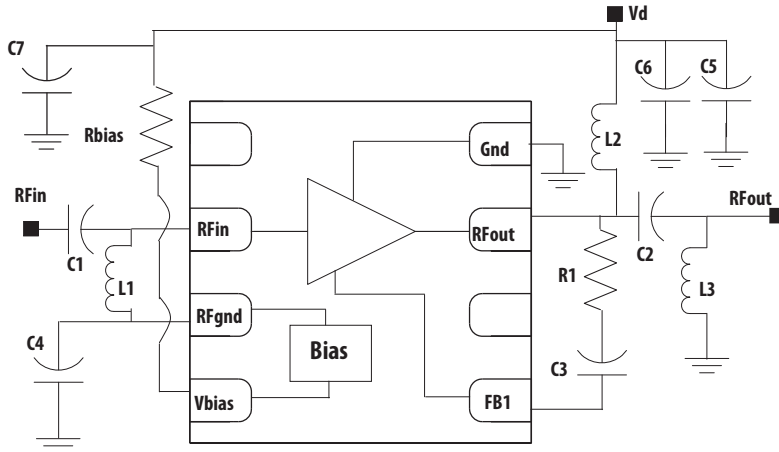 Vd
C7
C6
C5
Rbias
L2
Gnd
RFin
RFin
RFout
RFout
C1
L1
C2
R1
L3
RFgnd
C4
Bias
C3
Vbias
FB1